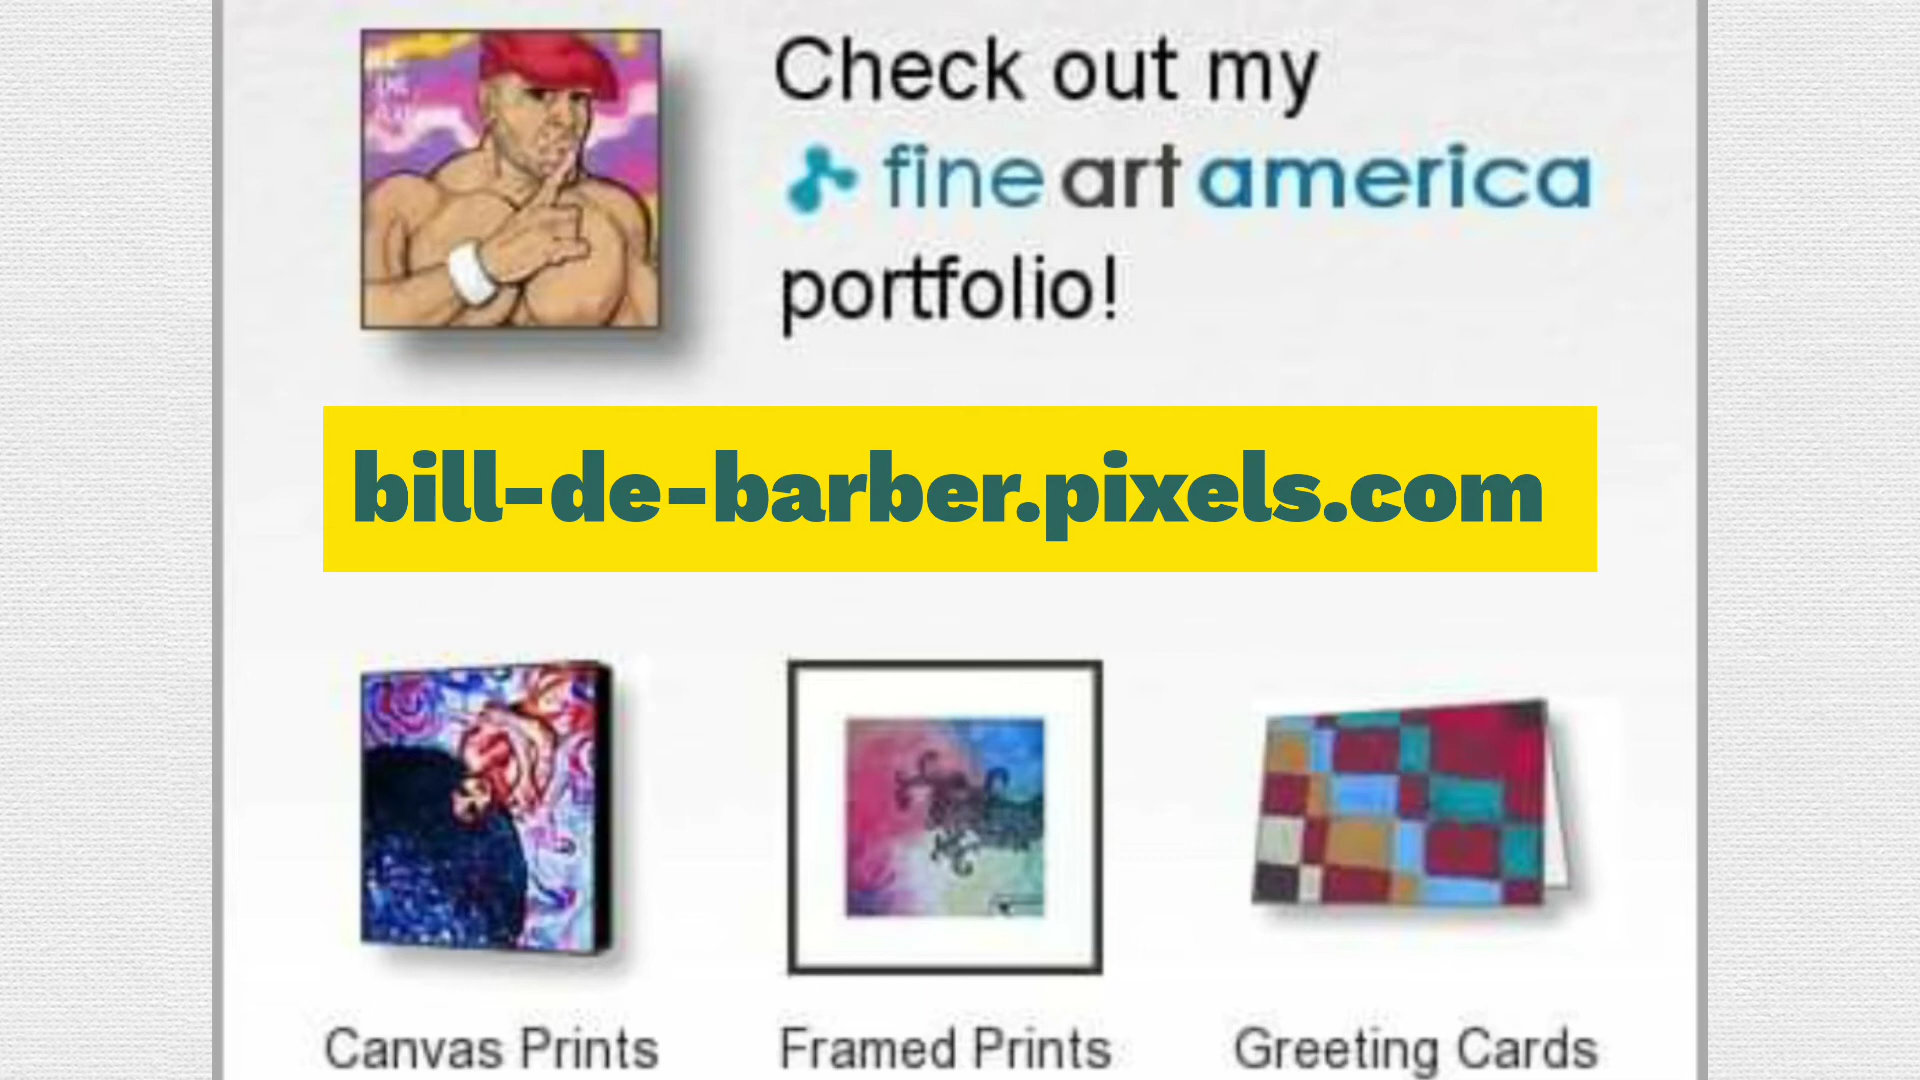 Check out my
fine art america
portfolio!
bill-de-barber.pixels.com
Canvas Prints
Framed Prints
Greeting Cards